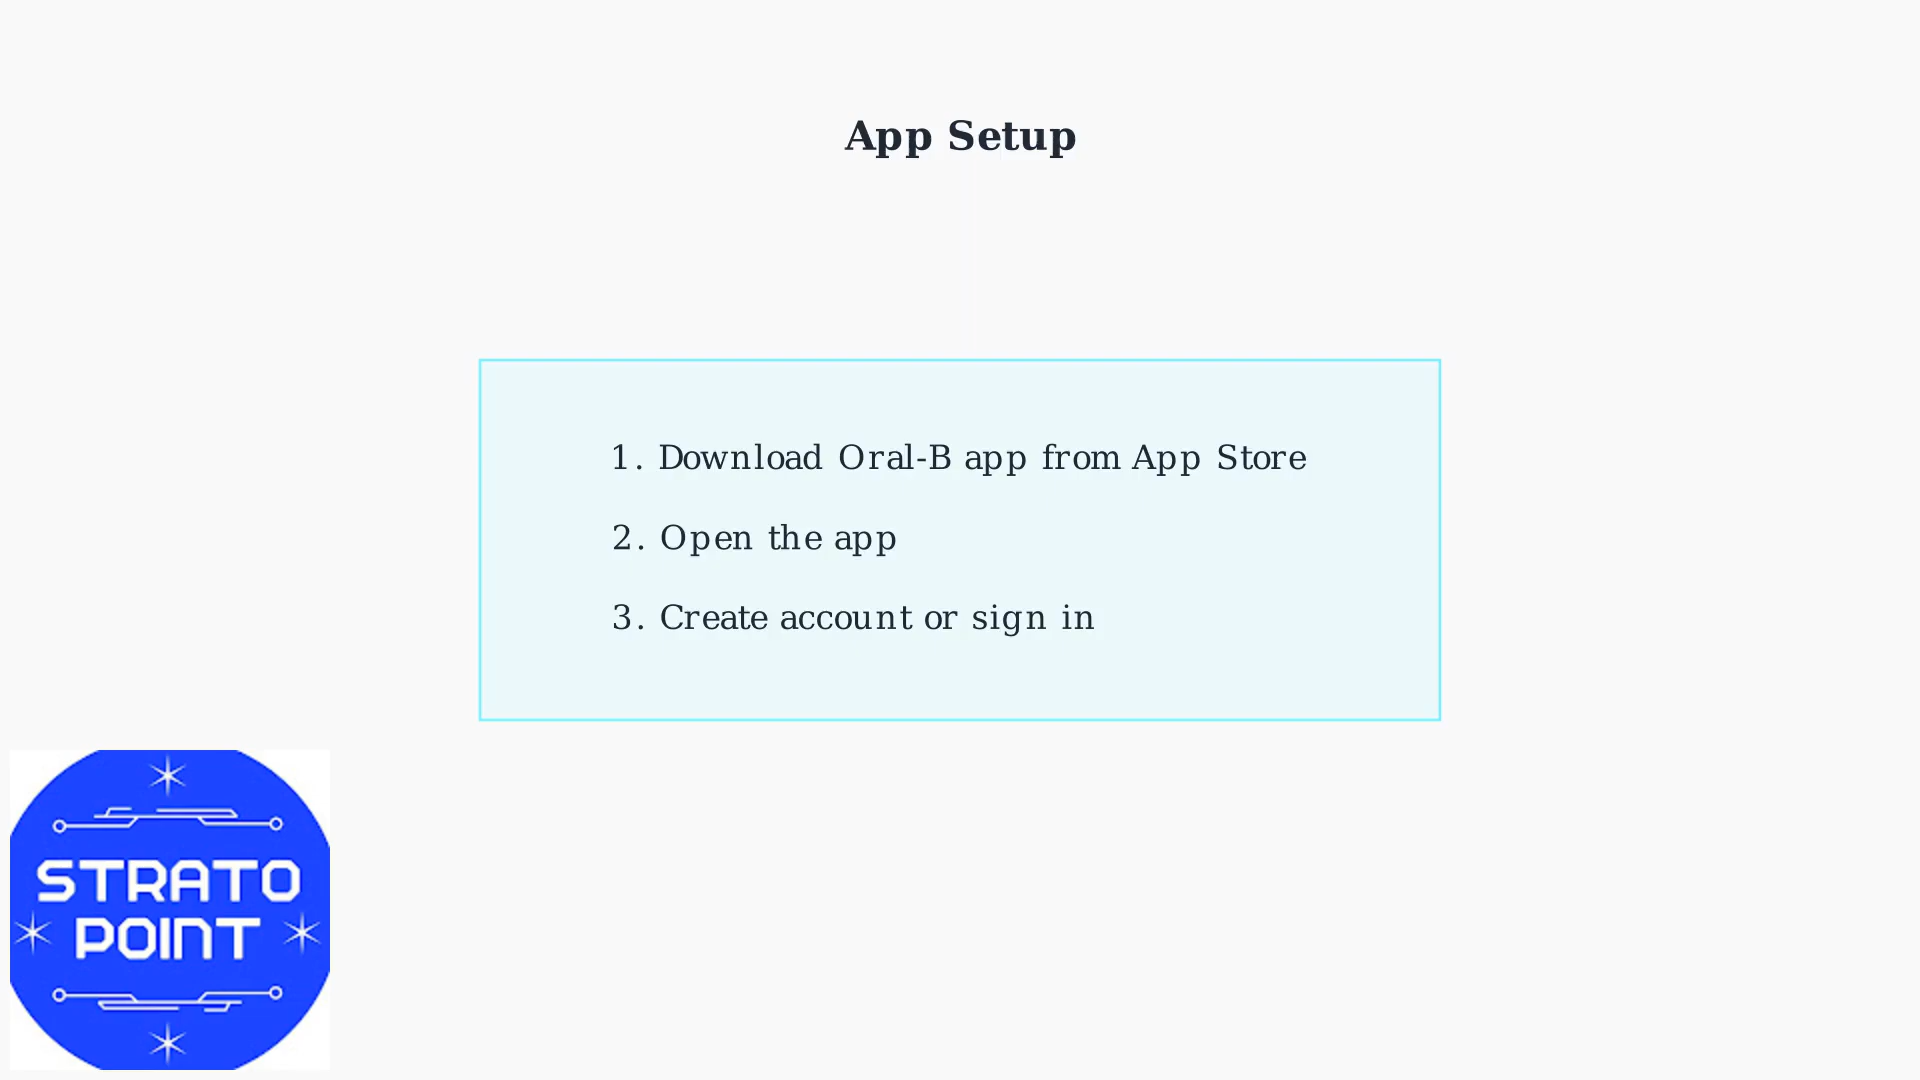 App Setup
1. Download Oral-B app from App Store
2. Open the app
3. Create account or sign in
STRATO
POINT